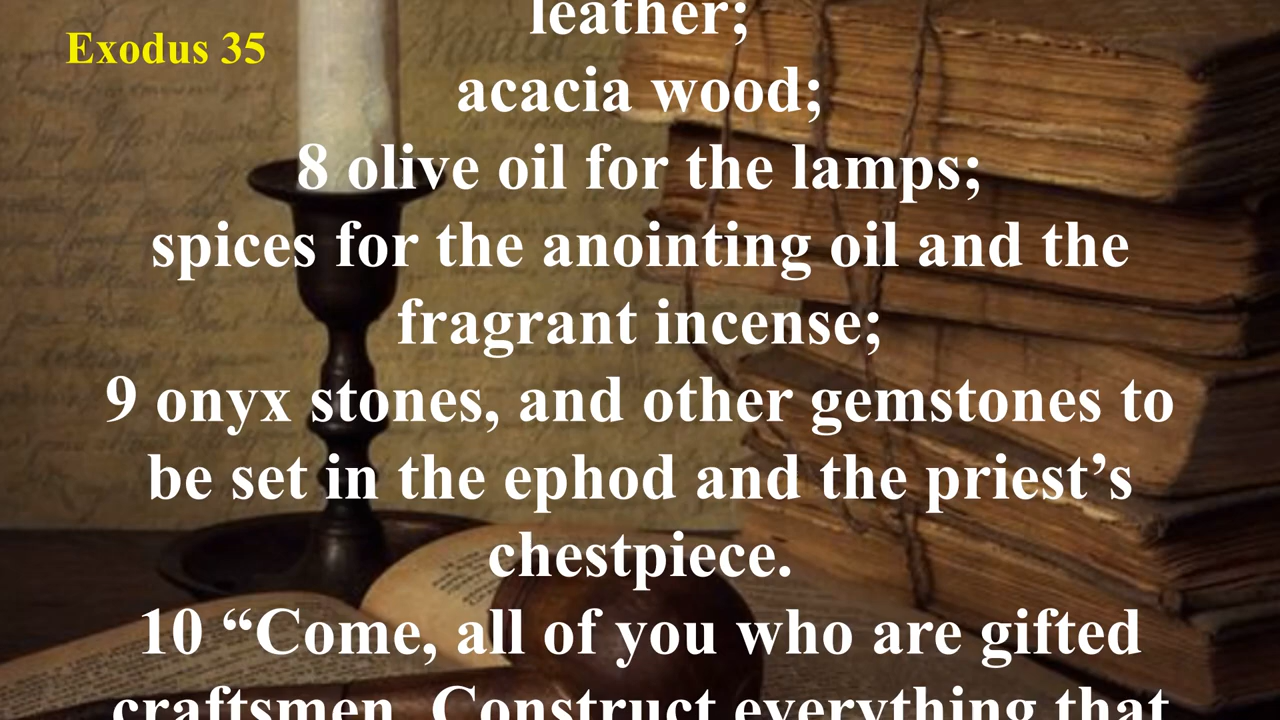 Exodus 35
leather;
acacia wood;
8 olive oil for the lamps;
spices for the anointing oil and the
fragrant incense;
9 onyx stones, and other gemstones to
be set in the ephod and the priest’s
chestpiece.
10 “Come, all of you who are gifted
craftsmen. Construct everything that